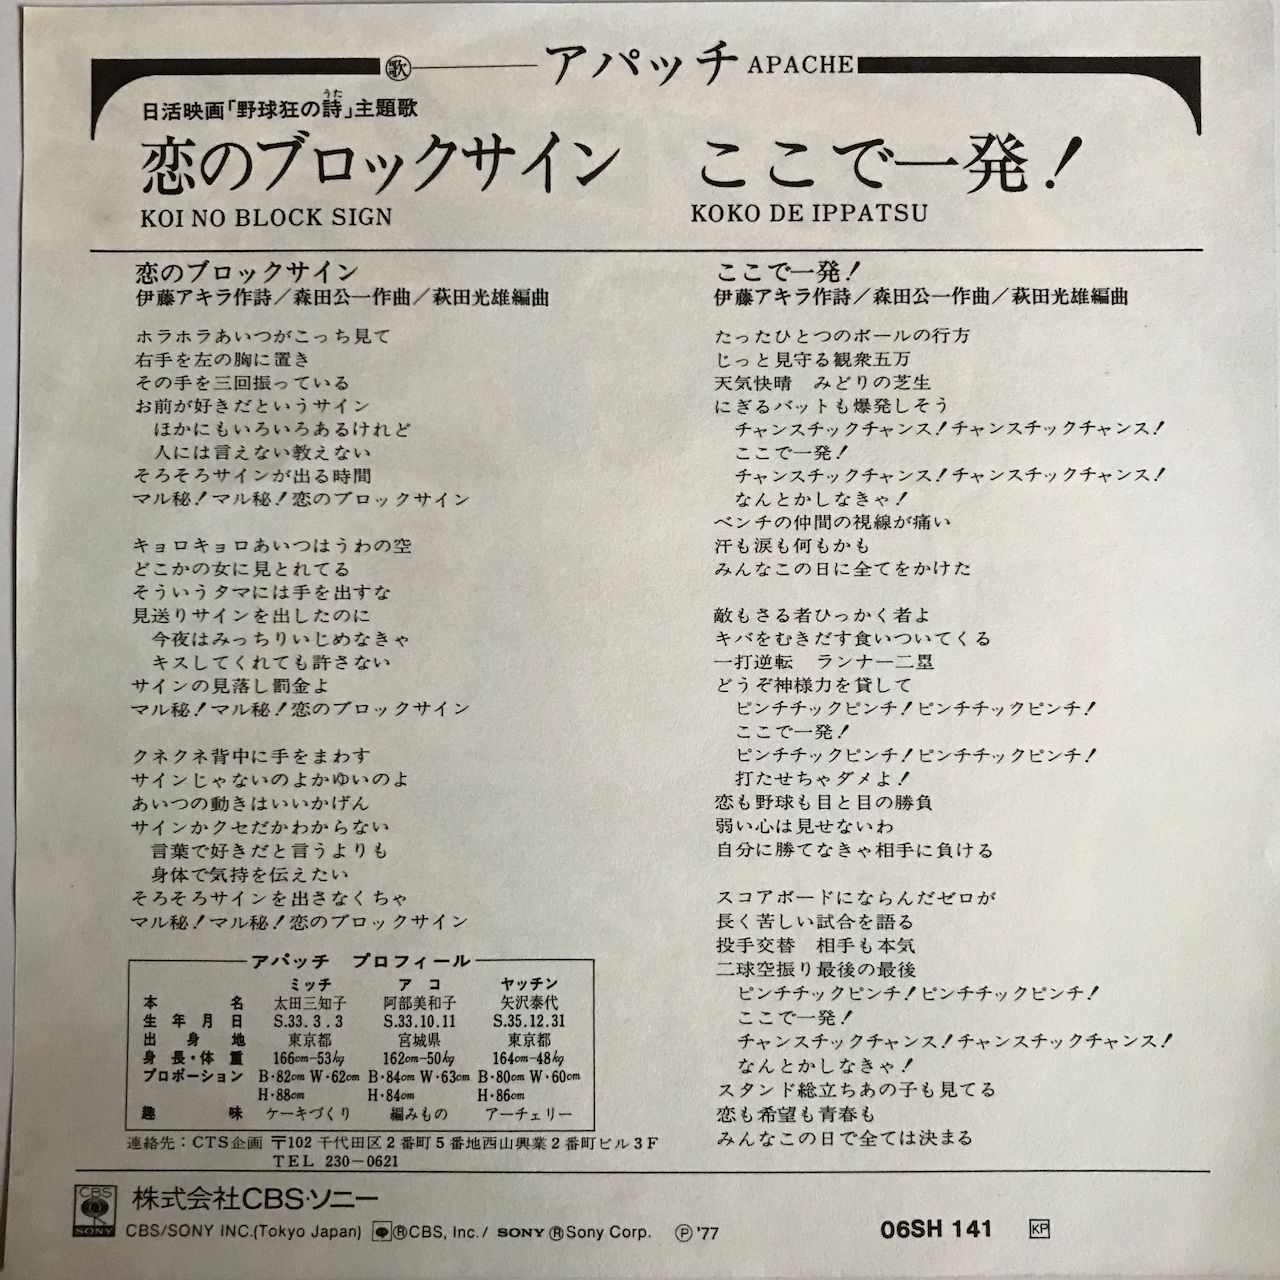 歌 アパッチ APACHE
日活映画「野球狂の詩」主題歌
うた
恋のブロックサイン ここで一発!
KOI NO BLOCK SIGN KOKO DE IPPATSU
恋のブロックサイン
伊藤アキラ作詩/森田公一作曲/萩田光雄編曲
ホラホラあいつがこっち見て
右手を左の胸に置き
その手を三回振っている
お前が好きだというサイン
ほかにもいろいろあるけれど
人には言えない教えない
そろそろサインが出る時間
マル秘!マル秘!恋のブロックサイン
キョロキョロあいつはうわの空
どこかの女に見とれてる
そういうタマには手を出すな
見送りサインを出したのに
今夜はみっちりいじめなきゃ
キスしてくれても許さない
サインの見落し罰金よ
マル秘!マル秘!恋のブロックサイン
クネクネ背中に手をまわす
サインじゃないのよかゆいのよ
あいつの動きはいいかげん
サインかクセだかわからない
言葉で好きだと言うよりも
身体で気持を伝えたい
そろそろサインを出さなくちゃ
マル秘!マル秘!恋のブロックサイン
ここで一発!
伊藤アキラ作詩/森田公一作曲/萩田光雄編曲
たったひとつのボールの行方
じっと見守る観衆五万
天気快晴 みどりの芝生
にぎるバットも爆発しそう
チャンスチックチャンス!チャンスチックチャンス!
ここで一発!
チャンスチックチャンス!チャンスチックチャンス!
なんとかしなきゃ!
ベンチの仲間の視線が痛い
汗も涙も何もかも
みんなこの日に全てをかけた
敵もさる者ひっかく者よ
キバをむきだす食いついてくる
一打逆転 ランナー二塁
どうぞ神様力を貸して
ピンチチックピンチ!ピンチチックピンチ!
ここで一発!
ピンチチックピンチ!ピンチチックピンチ!
打たせちゃダメよ!
恋も野球も目と目の勝負
弱い心は見せないわ
自分に勝てなきゃ相手に負ける
スコアボードにならんだゼロが
長く苦しい試合を語る
投手交替 相手も本気
二球空振り最後の最後
ピンチチックピンチ!ピンチチックピンチ!
ここで一発!
チャンスチックチャンス!チャンスチックチャンス!
なんとかしなきゃ!
スタンド総立ちあの子も見てる
恋も希望も青春も
みんなこの日で全ては決まる
アパッチ プロフィール
ミッチ アコ ヤッチン
本名 太田三知子 阿部美和子 矢沢泰代
生年月日 S.33.3.3 S.33.10.11 S.35.12.31
出身地 東京都 宮城県 東京都
身長・体重 166cm-53kg 162cm-50kg 164cm-48kg
プロポーション B・82cm W・62cm B・84cm W・63cm B・80cm W・60cm
H・88cm H・84cm H・86cm
趣味 ケーキづくり 編みもの アーチェリー
連絡先:CTS企画 〒102 千代田区2番町5番地西山興業2番町ビル3F
TEL 230-0621
CBS
SONY
株式会社CBS・ソニー
CBS/SONY INC.(Tokyo Japan) ®CBS, Inc./ SONY ®Sony Corp. ℗'77
06SH 141 KP